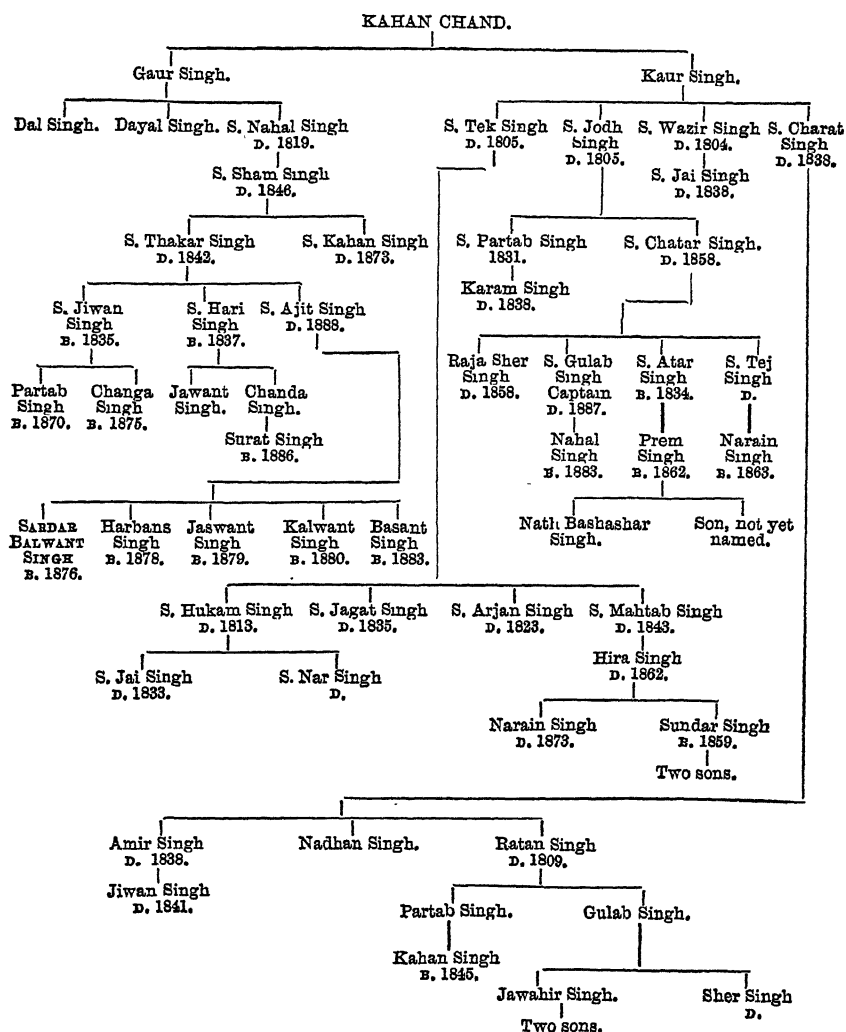 KAHAN CHAND.
Gaur Singh. Kaur Singh.
Dal Singh. Dayal Singh. S. Nahal Singh S. Tek Singh S. Jodh S. Wazir Singh S. Charat
D. 1819. D. 1805. Singh D. 1804. Singh
D. 1805. D. 1838.
S. Sham Singh S. Jai Singh
D. 1846. D. 1838.
S. Thakar Singh S. Kahan Singh S. Partab Singh S. Chatar Singh.
D. 1842. D. 1873. 1831. D. 1858.
Karam Singh
D. 1838.
S. Jiwan S. Hari S. Ajit Singh
Singh Singh D. 1888.
B. 1835. B. 1837.
Raja Sher S. Gulab S. Atar S. Tej
Singh Singh Singh Singh
D. 1858. Captain B. 1834. D.
D. 1887.
Partab Changa Jawant Chanda
Singh Singh Singh. Singh.
B. 1870. B. 1875.
Surat Singh
B. 1886.
Nahal Prem Narain
Singh Singh Singh
B. 1883. B. 1862. B. 1863.
Nath Bashashar Son, not yet
Singh. named.
SARDAR Harbans Jaswant Kalwant Basant
BALWANT Singh Singh Singh Singh
SINGH B. 1878. B. 1879. B. 1880. B. 1883.
B. 1876.
S. Hukam Singh S. Jagat Singh S. Arjan Singh S. Mahtab Singh
D. 1813. D. 1835. D. 1823. D. 1843.
S. Jai Singh S. Nar Singh Hira Singh
D. 1833. D. D. 1862.
Narain Singh Sundar Singh
D. 1873. B. 1859.
Two sons.
Amir Singh Nadhan Singh. Ratan Singh
D. 1838. D. 1809.
Jiwan Singh
D. 1841.
Partab Singh. Gulab Singh.
Kahan Singh
B. 1845.
Jawahir Singh. Sher Singh
D.
Two sons.